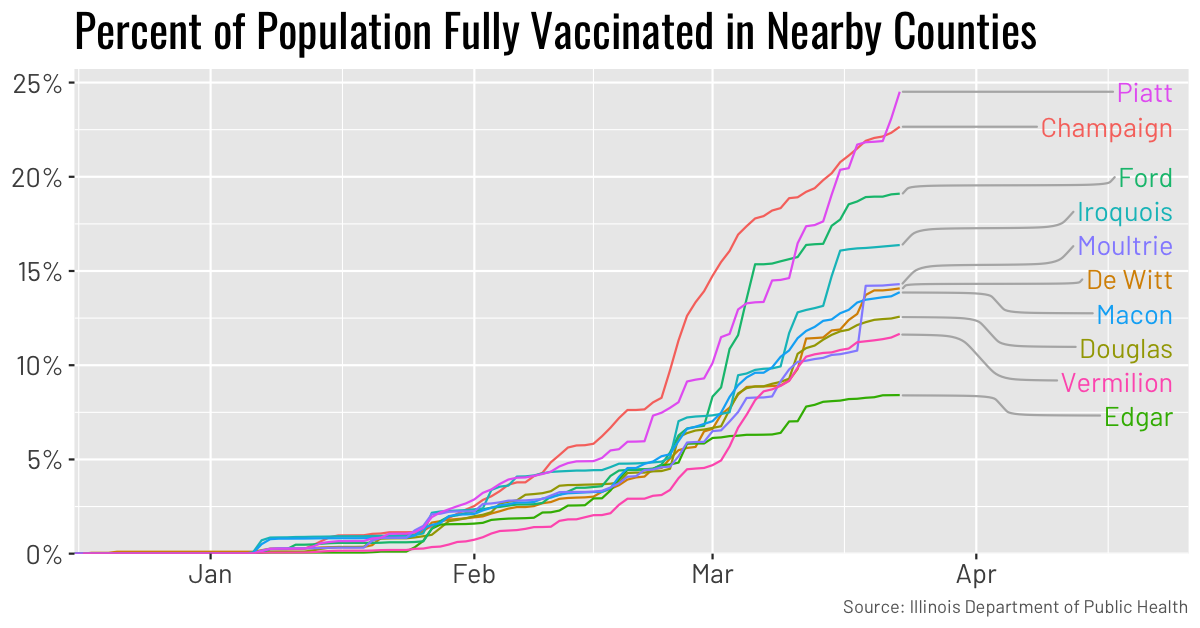 Percent of Population Fully Vaccinated in Nearby Counties
25%
20%
15%
10%
5%
0%
Piatt
Champaign
Ford
Iroquois
Moultrie
De Witt
Macon
Douglas
Vermilion
Edgar
Jan Feb Mar Apr
Source: Illinois Department of Public Health